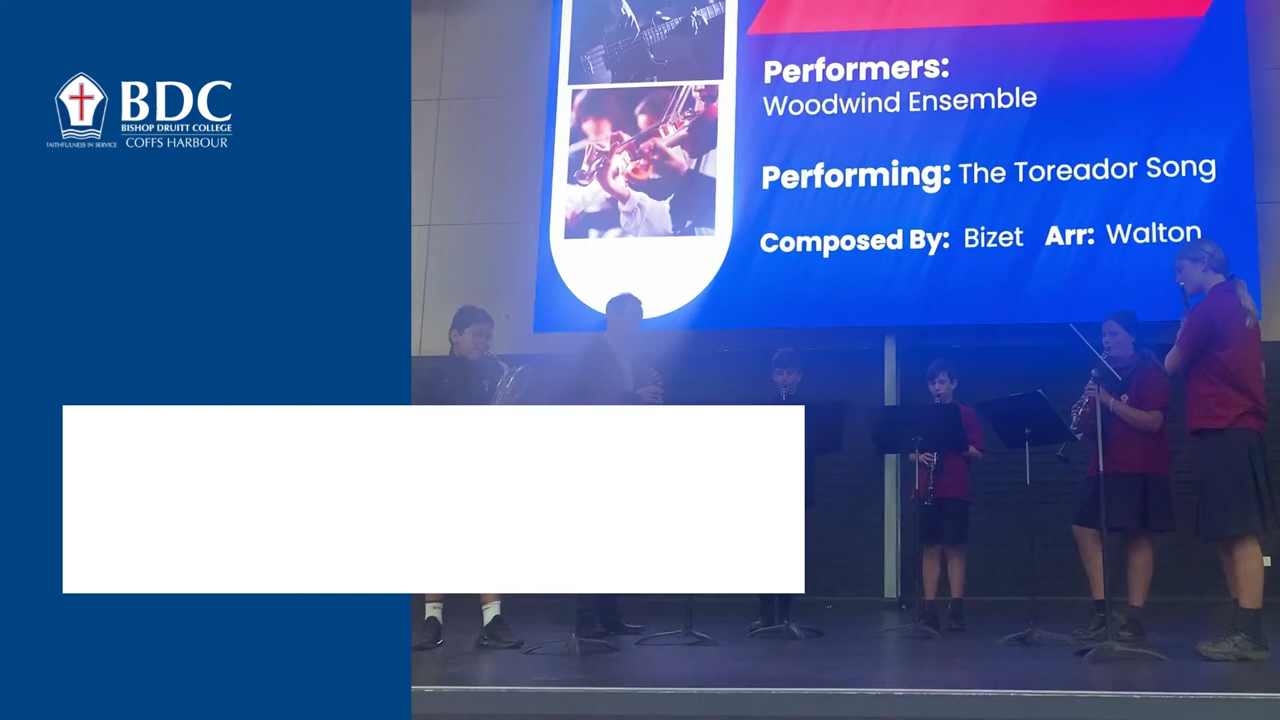 BDC
BISHOP DRUITT COLLEGE
FAITHFULNESS IN SERVICE
COFFS HARBOUR
Performers:
Woodwind Ensemble
Performing: The Toreador Song
Composed By: Bizet Arr: Walton